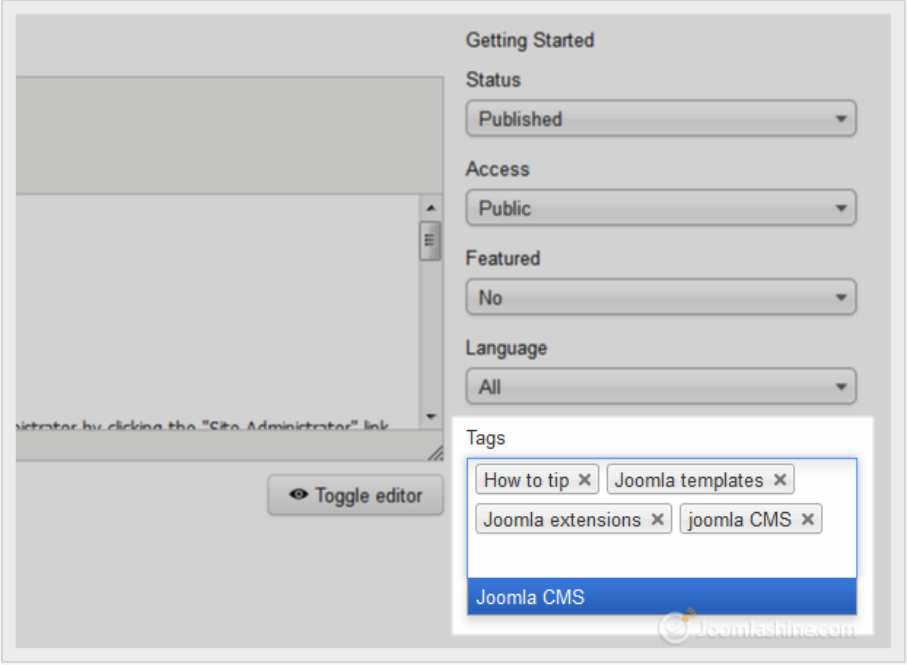 Getting Started
Status
Published
Access
Public
Featured
No
Language
All
istrator by clicking the "Site Administrator" link
Toggle editor
Tags
How to tip
Joomla templates
Joomla extensions
joomla CMS
Joomla CMS
Joomlashine.com